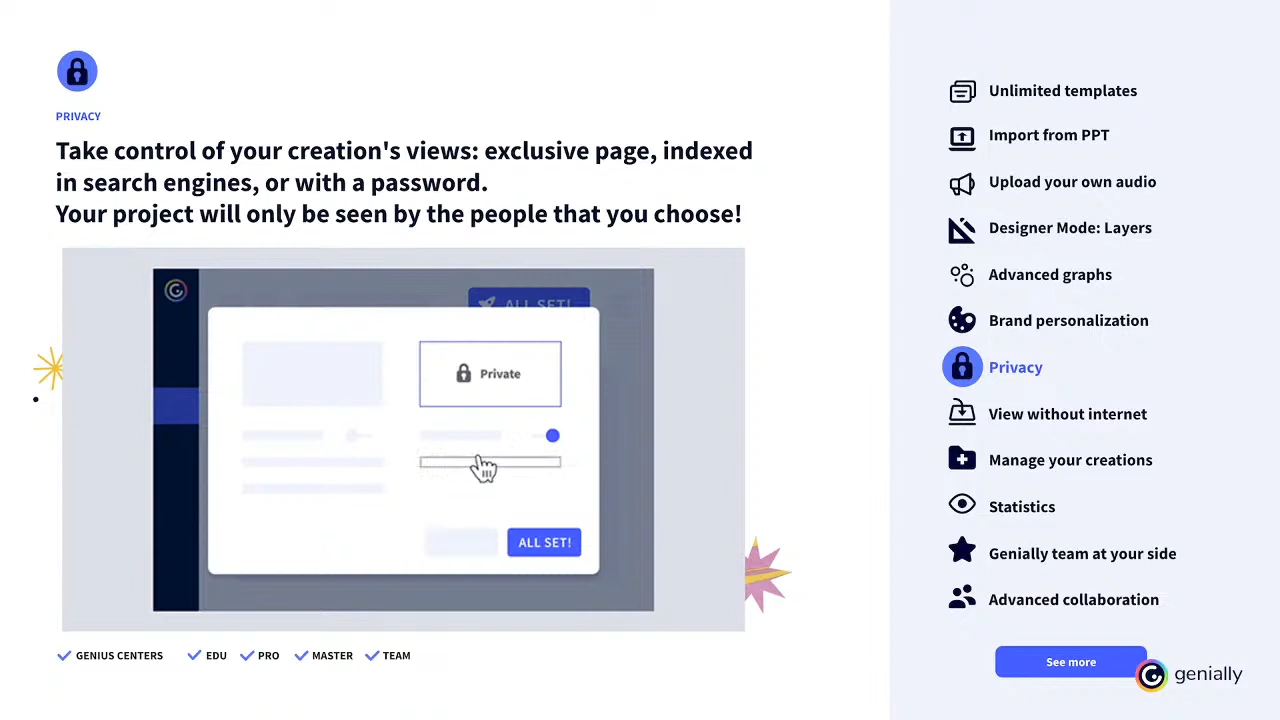 PRIVACY
Take control of your creation's views: exclusive page, indexed
in search engines, or with a password.
Your project will only be seen by the people that you choose!
ALL SET!
Private
ALL SET!
GENIUS CENTERS
EDU
PRO
MASTER
TEAM
Unlimited templates
Import from PPT
Upload your own audio
Designer Mode: Layers
Advanced graphs
Brand personalization
Privacy
View without internet
Manage your creations
Statistics
Genially team at your side
Advanced collaboration
See more
genially